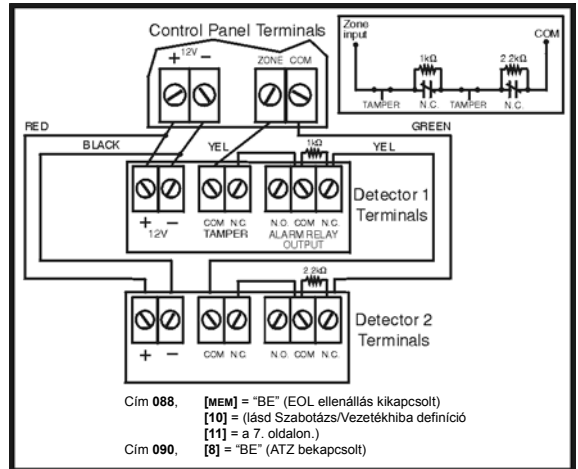 Control Panel Terminals
+ 12V −
ZONE COM
Zone input
COM
1kΩ
2.2kΩ
TAMPER N.C. TAMPER N.C.
RED
GREEN
BLACK
YEL
1kΩ
YEL
Detector 1 Terminals
+ −
12V
COM N.C.
TAMPER
N.O. COM N.C.
ALARM RELAY
OUTPUT
2.2kΩ
Detector 2 Terminals
+ −
COM N.C.
N.O. COM N.C.
Cím 088, [MEM] = "BE" (EOL ellenállás kikapcsolt)
[10] = (lásd Szabotázs/Vezetékhiba definíció
[11] = a 7. oldalon.)
Cím 090, [8] = "BE" (ATZ bekapcsolt)